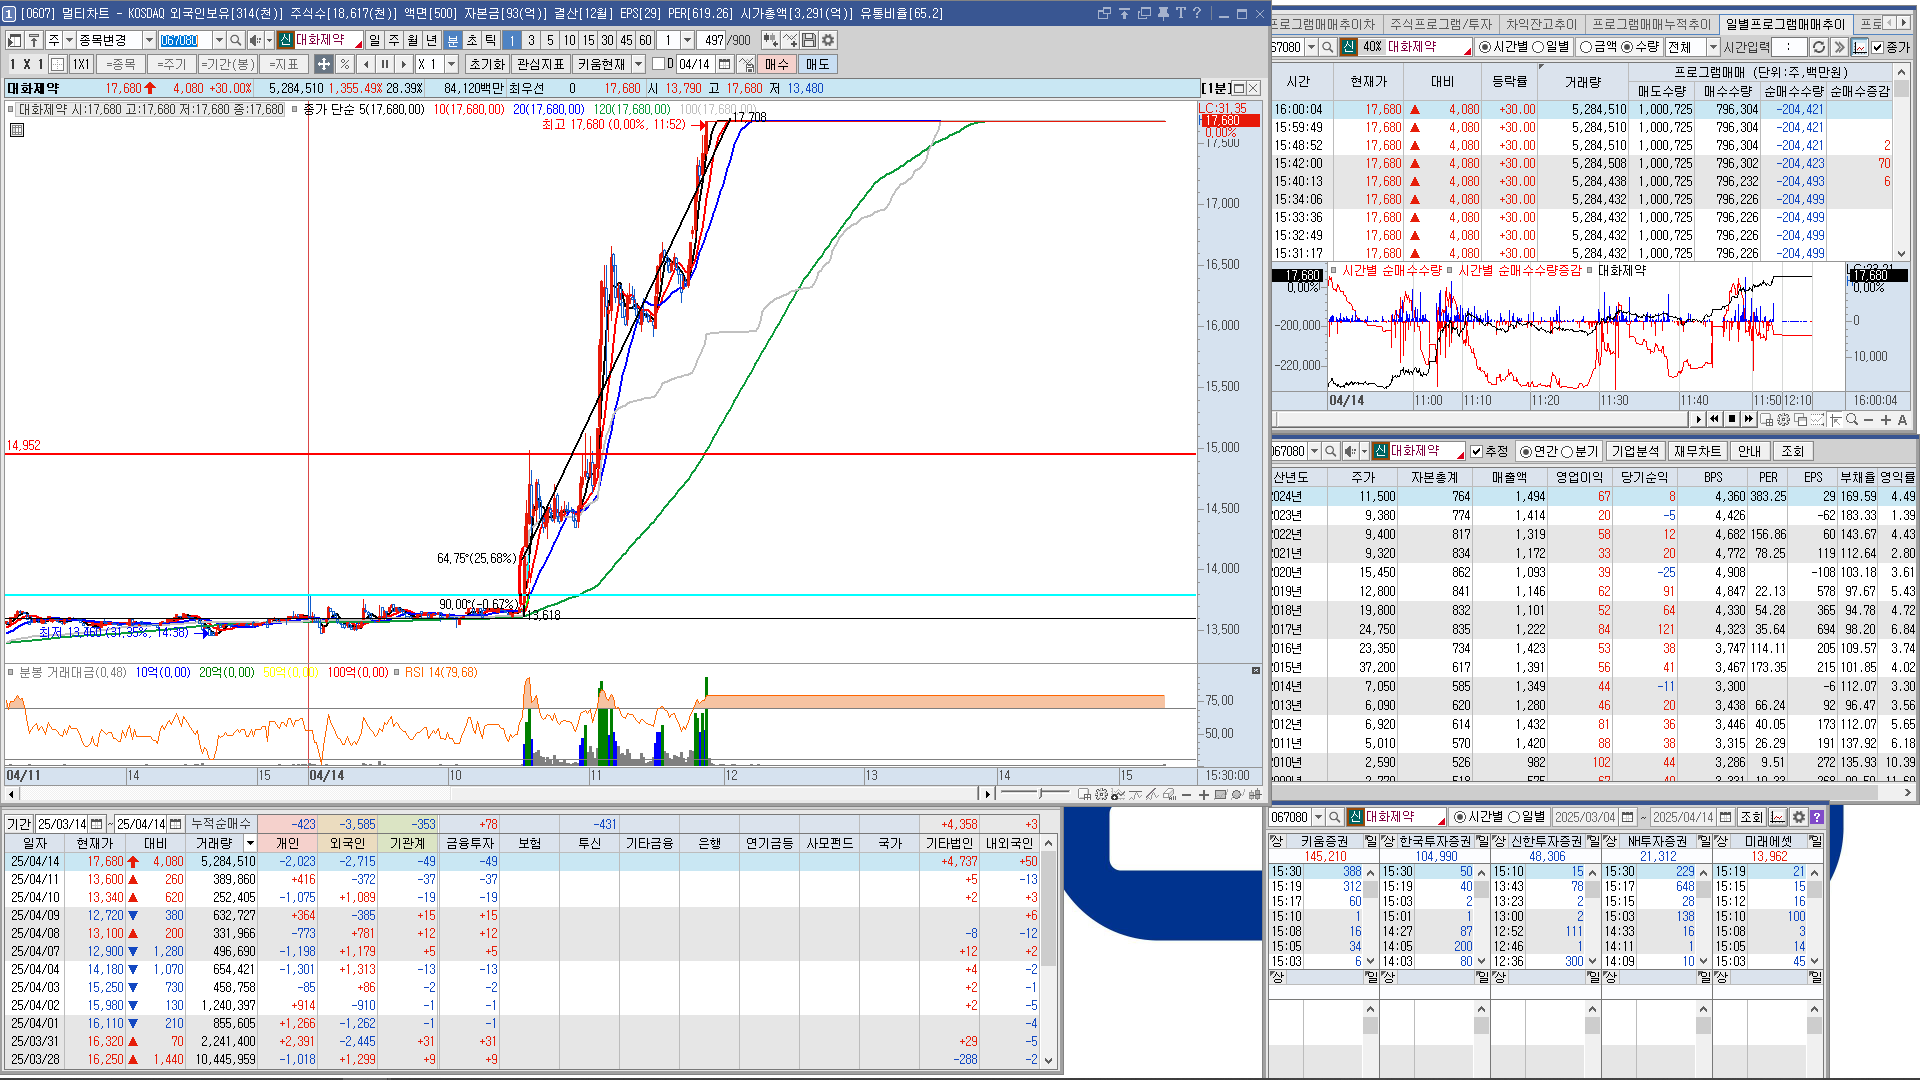 [0607] 멀티차트 - KOSDAQ 외국인보유[314(천)] 주식수[18,617(천)] 액면[500] 자본금[93(억)] 결산[12월] EPS[29] PER[619.26] 시가총액[3,291(억)] 유통비율[65.2]
주 종목변경 067080 신 대화제약 일 주 월 년 분 초 틱 1 3 5 10 15 30 45 60 1 497 /900
1 X 1 1X1 =종목 =주기 =기간(봉) =지표 % X 1 초기화 관심지표 키움현재 D 04/14 매수 매도
대화제약 17,680 4,080 +30.00% 5,284,510 1,355.49% 28.39% 84,120백만 최우선 0 17,680 시 13,790 고 17,680 저 13,480 [1분]
대화제약 시:17,680 고:17,680 저:17,680 종:17,680 종가 단순 5(17,680.00) 10(17,680.00) 20(17,680.00) 120(17,680.00) 100(17,680.00)
LC:31.35
17,680
0.00%
최고 17,680 (0.00%, 11:52)
17,708
17,500
17,000
16,500
16,000
15,500
15,000
14,500
14,000
13,500
14,952
64.75°(25.68%)
90.00°(-0.67%)
13,618
최저 13,460 (31.35%, 14:38)
분봉 거래대금(0.48) 10억(0.00) 20억(0.00) 50억(0.00) 100억(0.00) RSI 14(79.68)
75.00
50.00
04/11 14 15 04/14 10 11 12 13 14 15 15:30:00
기간 25/03/14 ~ 25/04/14 누적순매수 -423 -3,585 -353 +78 -431 +4,358 +3
일자 현재가 대비 거래량 개인 외국인 기관계 금융투자 보험 투신 기타금융 은행 연기금등 사모펀드 국가 기타법인 내외국인
25/04/14 17,680 4,080 5,284,510 -2,023 -2,715 -49 -49 +4,737 +50
25/04/11 13,600 260 389,860 +416 -372 -37 -37 +5 -13
25/04/10 13,340 620 252,405 -1,075 +1,089 -19 -19 +2 +3
25/04/09 12,720 380 632,727 +364 -385 +15 +15 +6
25/04/08 13,100 200 331,966 -773 +781 +12 +12 -8 -12
25/04/07 12,900 1,280 496,690 -1,198 +1,179 +5 +5 +12 +2
25/04/04 14,180 1,070 654,421 -1,301 +1,313 -13 -13 +4 -2
25/04/03 15,250 730 458,758 -85 +86 -2 -2 +2 -1
25/04/02 15,980 130 1,240,397 +914 -910 -1 -1 +2 -5
25/04/01 16,110 210 855,605 +1,266 -1,262 -1 -1 -4
25/03/31 16,320 70 2,241,400 +2,391 -2,445 +31 +31 +29 -5
25/03/28 16,250 1,440 10,445,959 -1,018 +1,299 +9 +9 -288 -2
프로그램매매추이차 주식프로그램/투자 차익잔고추이 프로그램매매누적추이 일별프로그램매매추이
067080 신 40% 대화제약 시간별 일별 금액 수량 전체 시간입력 : 종가
시간 현재가 대비 등락률 거래량 프로그램매매 (단위:주,백만원)
매도수량 매수수량 순매수수량 순매수증감
16:00:04 17,680 4,080 +30.00 5,284,510 1,000,725 796,304 -204,421
15:59:49 17,680 4,080 +30.00 5,284,510 1,000,725 796,304 -204,421
15:48:52 17,680 4,080 +30.00 5,284,510 1,000,725 796,304 -204,421 2
15:42:00 17,680 4,080 +30.00 5,284,508 1,000,725 796,302 -204,423 70
15:40:13 17,680 4,080 +30.00 5,284,438 1,000,725 796,232 -204,493 6
15:34:06 17,680 4,080 +30.00 5,284,432 1,000,725 796,226 -204,499
15:33:36 17,680 4,080 +30.00 5,284,432 1,000,725 796,226 -204,499
15:32:49 17,680 4,080 +30.00 5,284,432 1,000,725 796,226 -204,499
15:31:17 17,680 4,080 +30.00 5,284,432 1,000,725 796,226 -204,499
17,680 시간별 순매수수량 시간별 순매수수량증감 대화제약 17,680
0.00% 0.00%
-200,000 0
-220,000 10,000
04/14 11:00 11:10 11:20 11:30 11:40 11:50 12:10 16:00:04
067080 신 대화제약 추정 연간 분기 기업분석 재무차트 안내 조회
산년도 주가 자본총계 매출액 영업이익 당기순익 BPS PER EPS 부채율 영익률
2024년 11,500 764 1,494 67 8 4,360 383.25 29 169.59 4.49
2023년 9,380 774 1,414 20 -5 4,426 -62 183.33 1.39
2022년 9,400 817 1,319 58 12 4,682 156.86 60 143.67 4.43
2021년 9,320 834 1,172 33 20 4,772 78.25 119 112.64 2.80
2020년 15,450 862 1,093 39 -25 4,908 -108 103.18 3.61
2019년 12,800 841 1,146 62 91 4,847 22.13 578 97.67 5.43
2018년 19,800 832 1,101 52 64 4,330 54.28 365 94.78 4.72
2017년 24,750 835 1,222 84 121 4,323 35.64 694 98.20 6.84
2016년 23,350 734 1,423 53 38 3,747 114.11 205 109.57 3.74
2015년 37,200 617 1,391 56 41 3,467 173.35 215 101.85 4.02
2014년 7,050 585 1,349 44 -11 3,300 -6 112.07 3.30
2013년 6,090 620 1,280 46 20 3,438 66.24 92 96.47 3.56
2012년 6,920 614 1,432 81 36 3,446 40.05 173 112.07 5.65
2011년 5,010 570 1,420 88 38 3,315 26.29 191 137.92 6.18
2010년 2,590 526 982 102 44 3,286 9.51 272 135.93 10.39
067080 신 대화제약 시간별 일별 2025/03/04 ~ 2025/04/14 조회
상 키움증권 일 상 한국투자증권 일 상 신한투자증권 일 상 NH투자증권 일 상 미래에셋 일
145,210 104,990 48,306 21,312 13,962
15:30 388 15:30 50 15:10 15 15:30 229 15:19 21
15:19 312 15:19 40 13:43 78 15:17 648 15:15 15
15:17 60 15:03 2 13:23 2 15:15 28 15:12 16
15:10 1 15:01 1 13:00 2 15:03 138 15:10 100
15:08 16 14:27 87 12:52 111 14:33 16 15:08 3
15:05 34 14:05 200 12:46 1 14:11 1 15:05 14
15:03 6 14:03 80 12:36 300 14:09 10 15:03 45
상 일 상 일 상 일 상 일 상 일